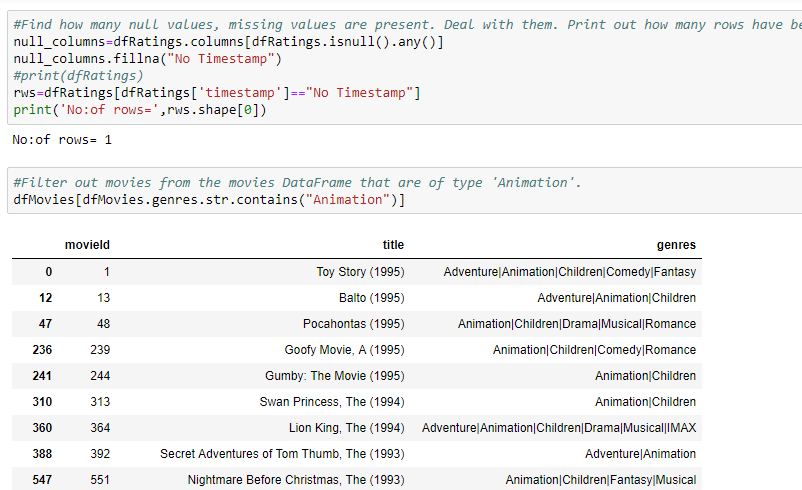 #Find how many null values, missing values are present. Deal with them. Print out how many rows have be
null_columns=dfRatings.columns[dfRatings.isnull().any()]
null_columns.fillna("No Timestamp")
#print(dfRatings)
rws=dfRatings[dfRatings['timestamp']=="No Timestamp"]
print('No:of rows=',rws.shape[0])
No:of rows= 1
#Filter out movies from the movies DataFrame that are of type 'Animation'.
dfMovies[dfMovies.genres.str.contains("Animation")]
movieId title genres
0 1 Toy Story (1995) Adventure|Animation|Children|Comedy|Fantasy
12 13 Balto (1995) Adventure|Animation|Children
47 48 Pocahontas (1995) Animation|Children|Drama|Musical|Romance
236 239 Goofy Movie, A (1995) Animation|Children|Comedy|Romance
241 244 Gumby: The Movie (1995) Animation|Children
310 313 Swan Princess, The (1994) Animation|Children
360 364 Lion King, The (1994) Adventure|Animation|Children|Drama|Musical|IMAX
388 392 Secret Adventures of Tom Thumb, The (1993) Adventure|Animation
547 551 Nightmare Before Christmas, The (1993) Animation|Children|Fantasy|Musical